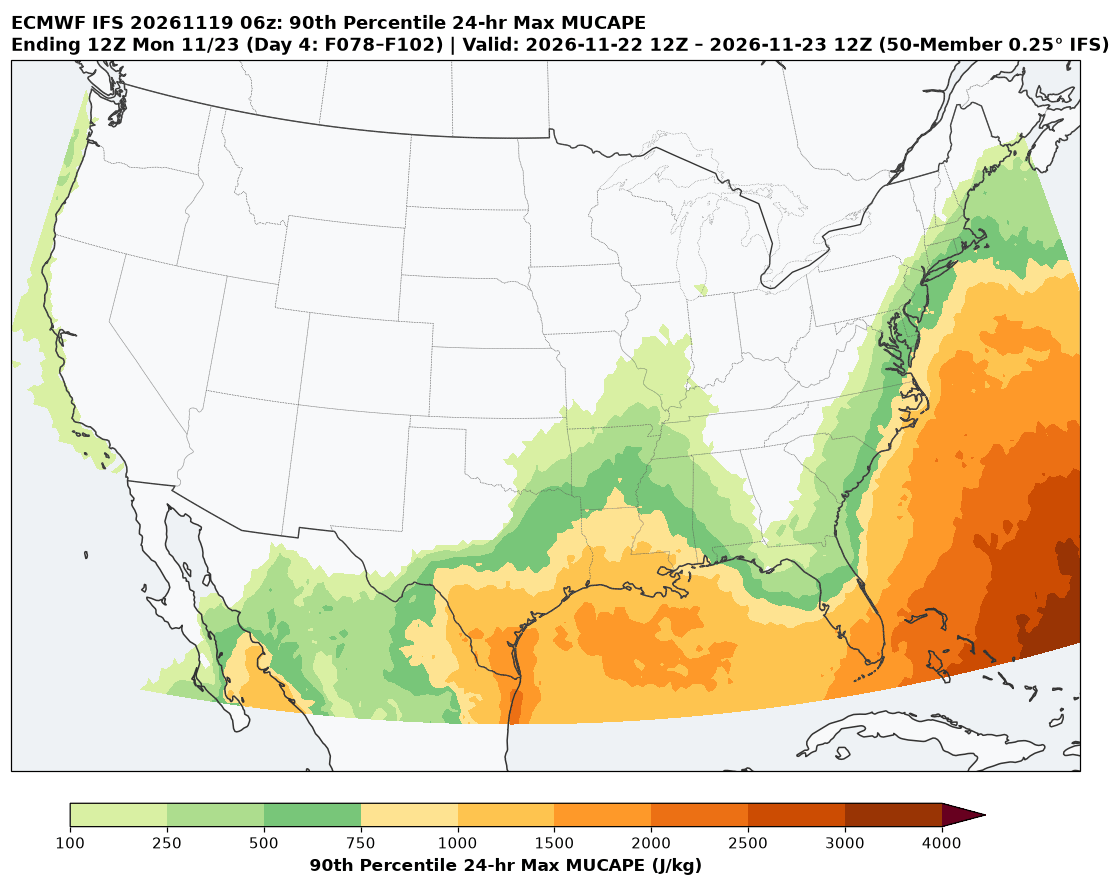 ECMWF IFS 20261119 06z: 90th Percentile 24-hr Max MUCAPE
Ending 12Z Mon 11/23 (Day 4: F078–F102) | Valid: 2026-11-22 12Z – 2026-11-23 12Z (50-Member 0.25° IFS)
100 250 500 750 1000 1500 2000 2500 3000 4000
90th Percentile 24-hr Max MUCAPE (J/kg)